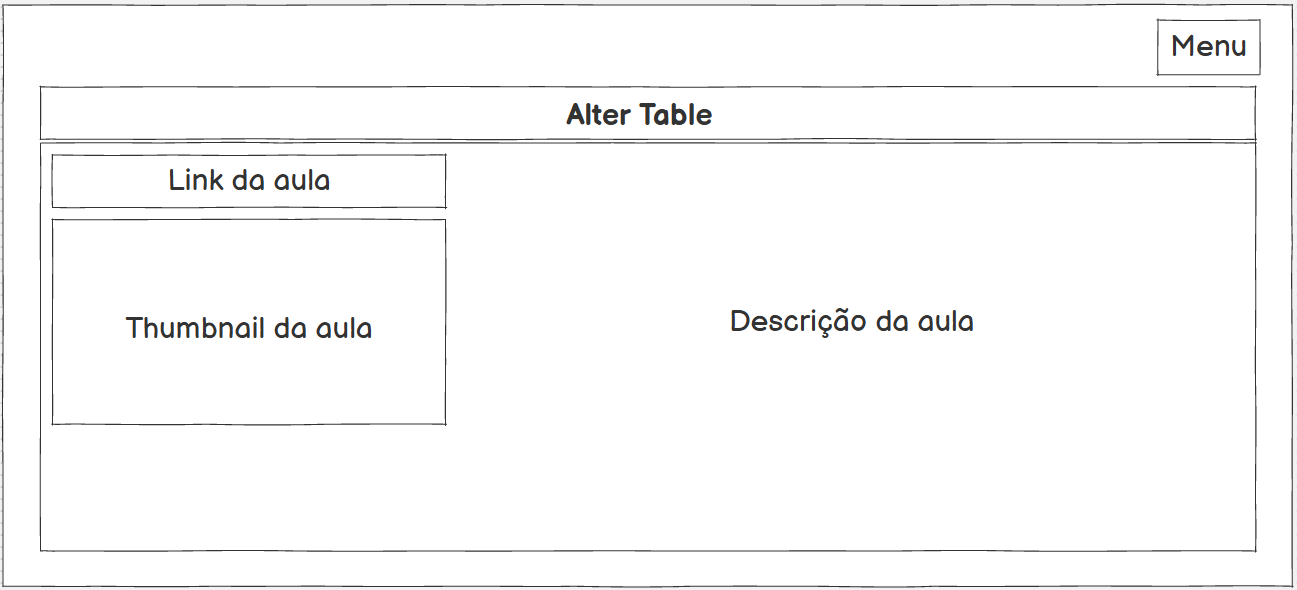 Menu
Alter Table
Link da aula
Thumbnail da aula
Descrição da aula